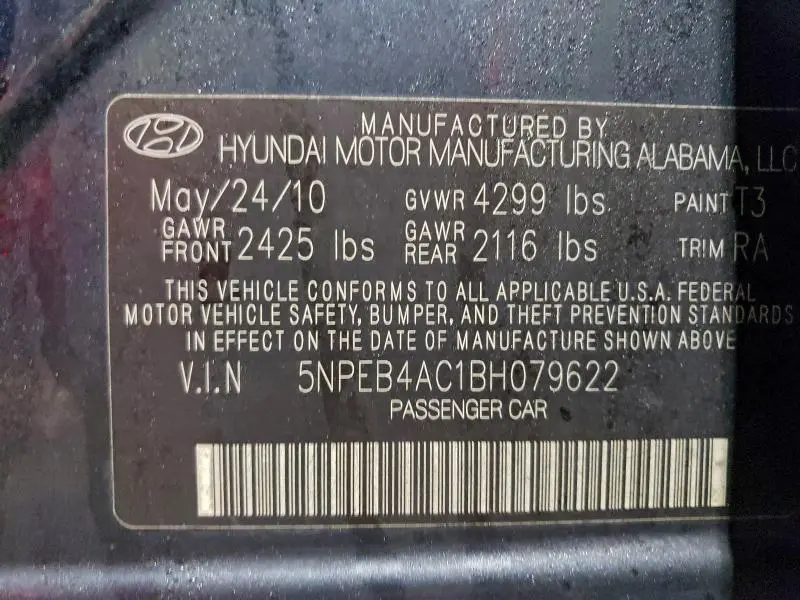 MANUFACTURED BY
HYUNDAI MOTOR MANUFACTURING ALABAMA, LLC
May/24/10 GVWR 4299 lbs PAINT T3
GAWR FRONT 2425 lbs GAWR REAR 2116 lbs TRIM RA
THIS VEHICLE CONFORMS TO ALL APPLICABLE U.S.A. FEDERAL
MOTOR VEHICLE SAFETY, BUMPER, AND THEFT PREVENTION STANDARDS
IN EFFECT ON THE DATE OF MANUFACTURE SHOWN ABOVE
V.I.N 5NPEB4AC1BH079622
PASSENGER CAR